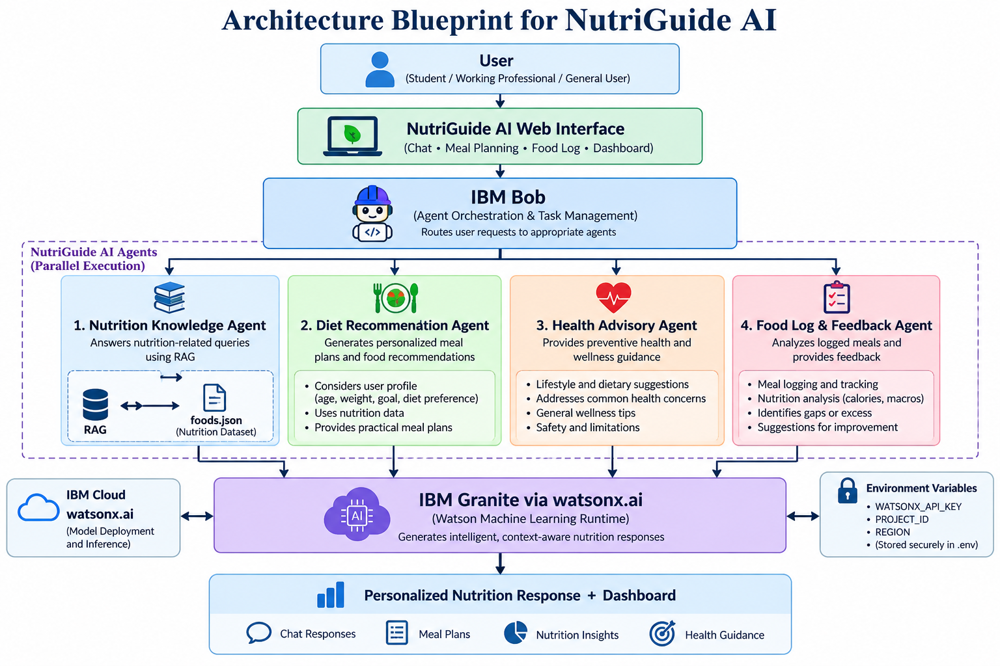 Architecture Blueprint for NutriGuide AI
User
(Student / Working Professional / General User)
NutriGuide AI Web Interface
(Chat • Meal Planning • Food Log • Dashboard)
IBM Bob
(Agent Orchestration & Task Management)
Routes user requests to appropriate agents
</>
NutriGuide AI Agents
(Parallel Execution)
1. Nutrition Knowledge Agent
Answers nutrition-related queries
using RAG
RAG
foods.json
(Nutrition Dataset)
2. Diet Recommendation Agent
Generates personalized meal
plans and food recommendations
• Considers user profile
(age, weight, goal, diet preference)
• Uses nutrition data
• Provides practical meal plans
3. Health Advisory Agent
Provides preventive health and
wellness guidance
• Lifestyle and dietary suggestions
• Addresses common health concerns
• General wellness tips
• Safety and limitations
4. Food Log & Feedback Agent
Analyzes logged meals and
provides feedback
• Meal logging and tracking
• Nutrition analysis (calories, macros)
• Identifies gaps or excess
• Suggestions for improvement
IBM Cloud
watsonx.ai
(Model Deployment
and Inference)
AI
IBM Granite via watsonx.ai
(Watson Machine Learning Runtime)
Generates intelligent, context-aware nutrition responses
Environment Variables
• WATSONX_API_KEY
• PROJECT_ID
• REGION
• (Stored securely in .env)
Personalized Nutrition Response + Dashboard
Chat Responses
Meal Plans
Nutrition Insights
Health Guidance